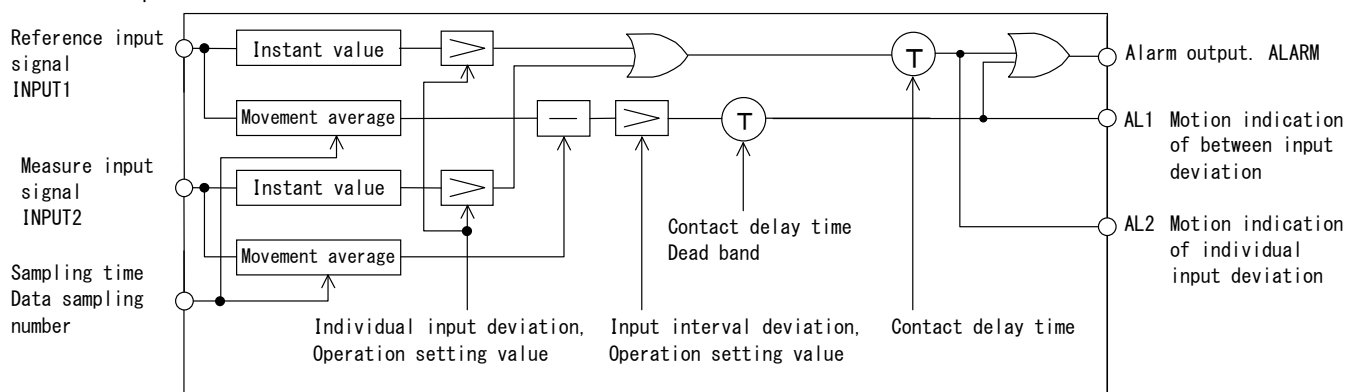 Reference input
signal
INPUT1
Instant value
>
Movement average
—
>
T
T
Alarm output. ALARM
AL1 Motion indication
of between input
deviation
Measure input
signal
INPUT2
Instant value
>
Movement average
Contact delay time
Dead band
AL2 Motion indication
of individual
input deviation
Sampling time
Data sampling
number
Individual input deviation,
Operation setting value
Input interval deviation,
Operation setting value
Contact delay time